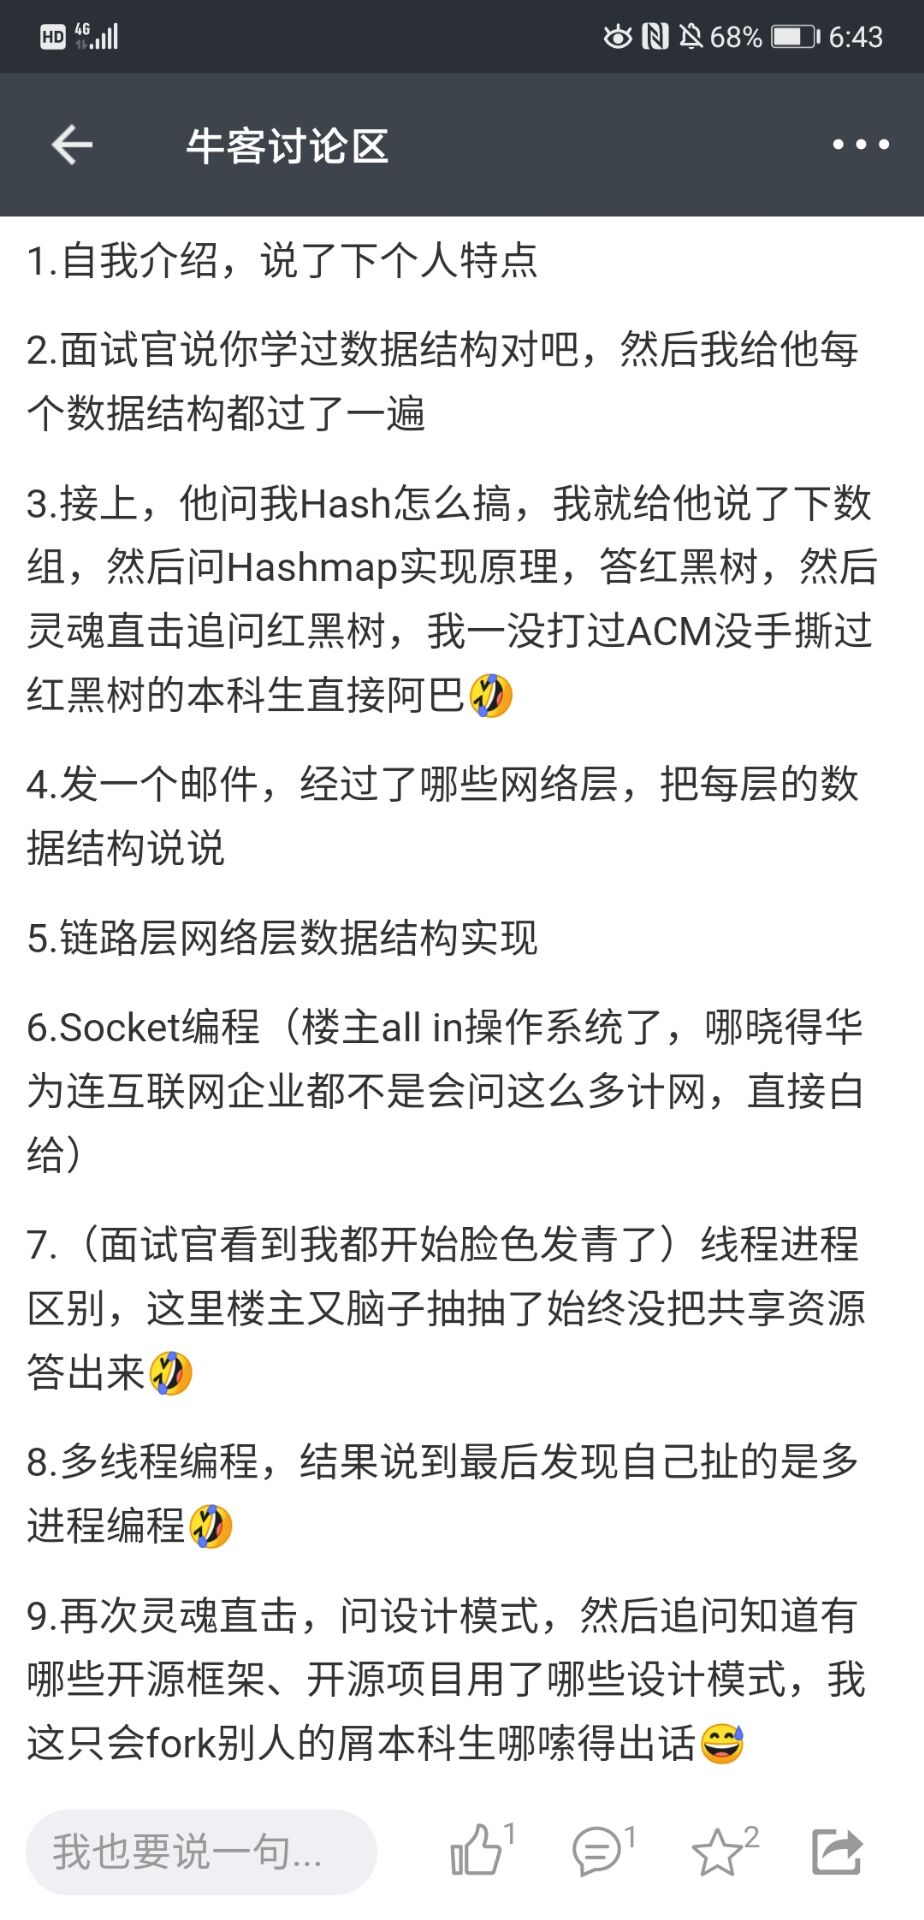 HD 4G 68% 6:43
牛客讨论区
1.自我介绍，说了下个人特点
2.面试官说你学过数据结构对吧，然后我给他每
个数据结构都过了一遍
3.接上，他问我Hash怎么搞，我就给他说了下数
组，然后问Hashmap实现原理，答红黑树，然后
灵魂直击追问红黑树，我一没打过ACM没手撕过
红黑树的本科生直接阿巴🤣
4.发一个邮件，经过了哪些网络层，把每层的数
据结构说说
5.链路层网络层数据结构实现
6.Socket编程（楼主all in操作系统了，哪晓得华
为连互联网企业都不是会问这么多计网，直接白
给）
7.（面试官看到我都开始脸色发青了）线程进程
区别，这里楼主又脑子抽抽了始终没把共享资源
答出来🤣
8.多线程编程，结果说到最后发现自己扯的是多
进程编程🤣
9.再次灵魂直击，问设计模式，然后追问知道有
哪些开源框架、开源项目用了哪些设计模式，我
这只会fork别人的屑本科生哪嗦得出话😅
我也要说一句... 1 1 2